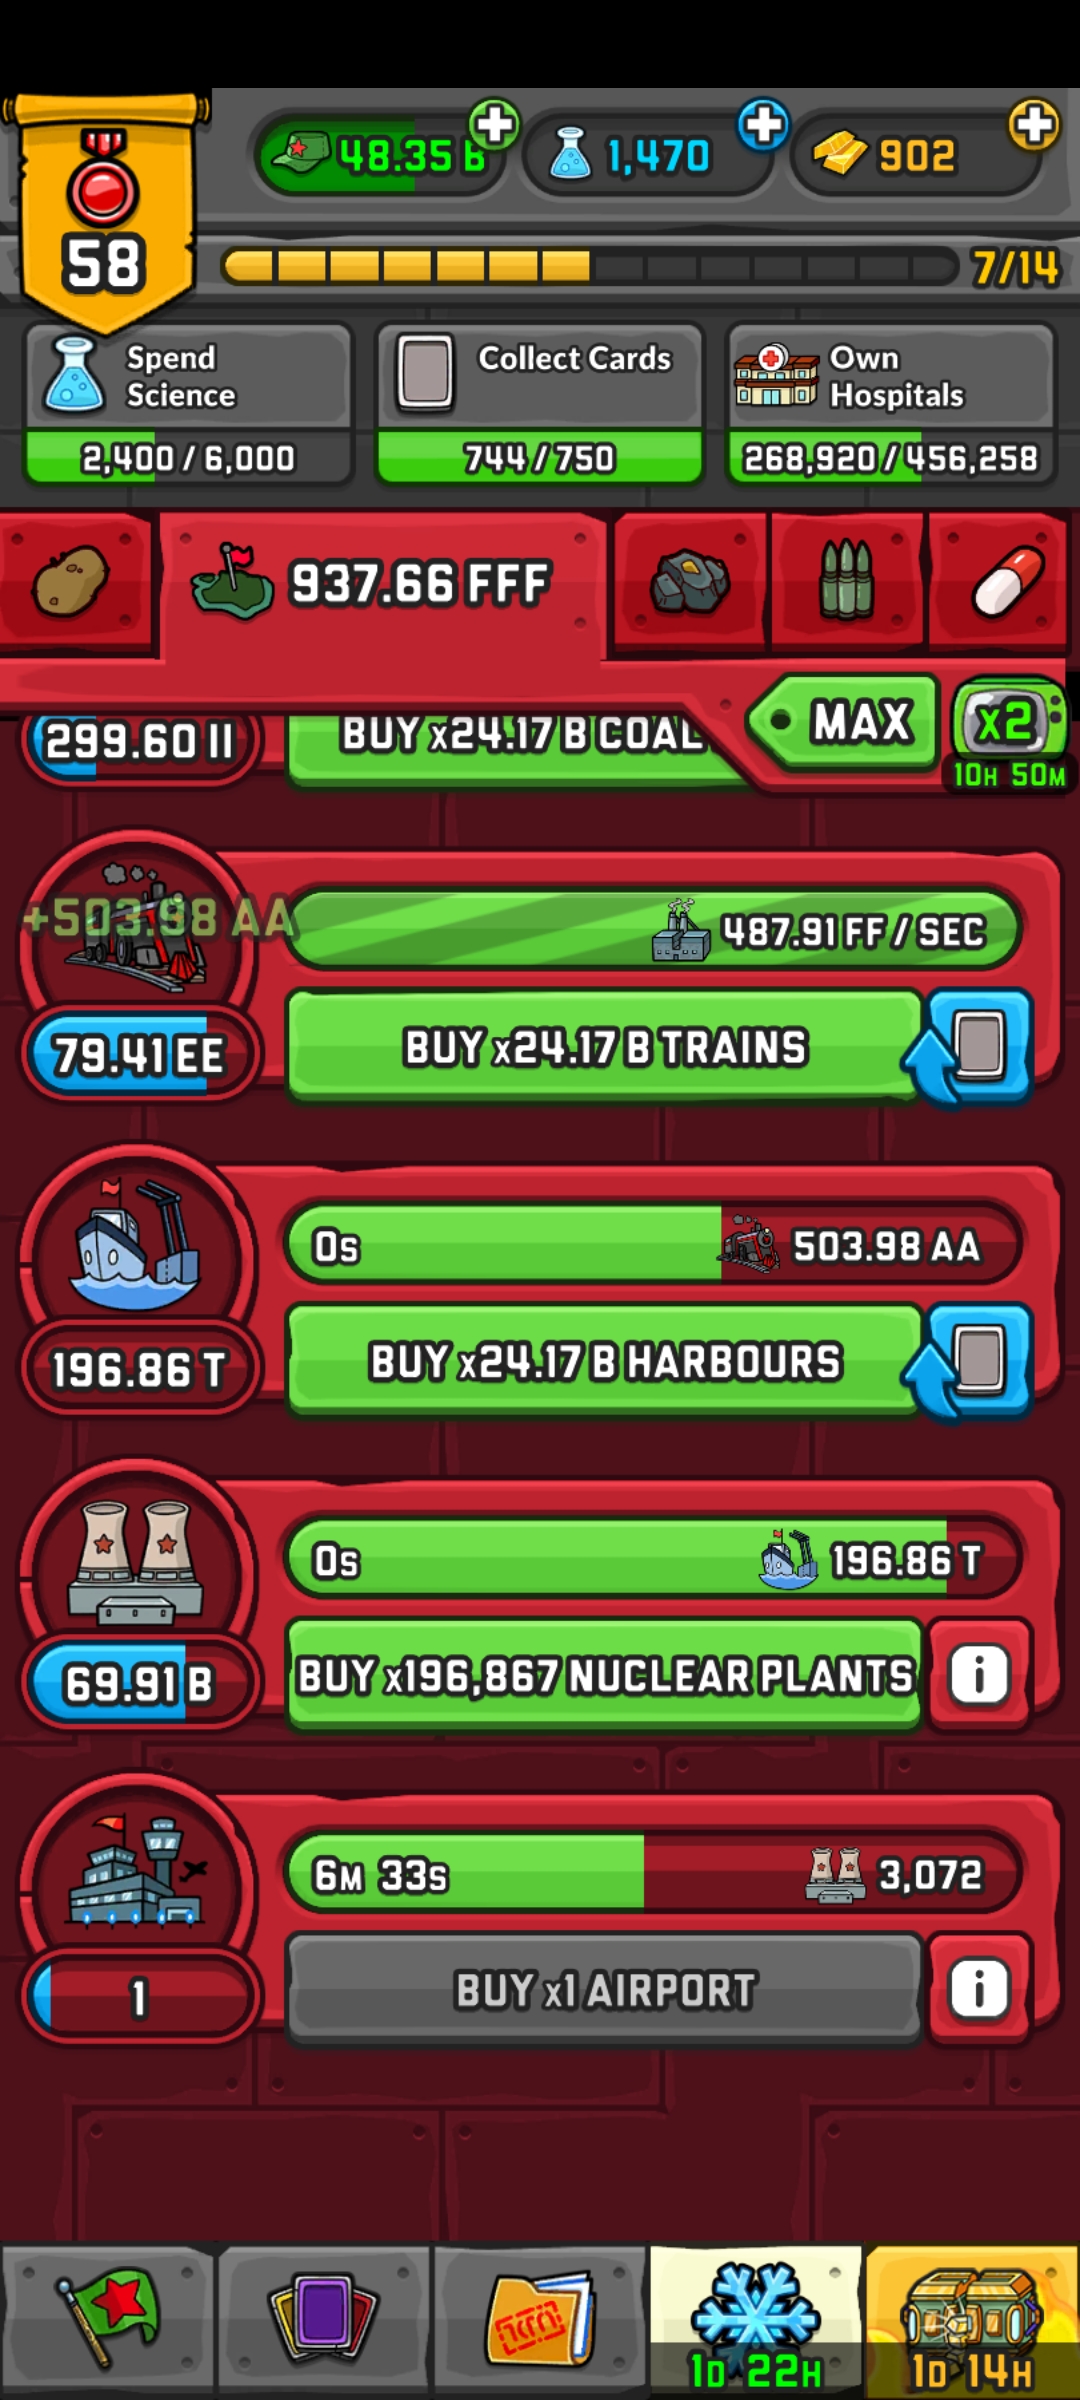 48.35 B
1,470
902
58
7/14
Spend
Science
2,400 / 6,000
Collect Cards
744 / 750
Own
Hospitals
268,920 / 456,258
937.66 FFF
MAX
x2
10H 50M
299.60 II
BUY x24.17 B COAL
+503.98 AA
487.91 FF / SEC
79.41 EE
BUY x24.17 B TRAINS
0s
503.98 AA
196.86 T
BUY x24.17 B HARBOURS
0s
196.86 T
69.91 B
BUY x196,867 NUCLEAR PLANTS
i
6M 33s
3,072
1
BUY x1 AIRPORT
i
1D 22H
1D 14H